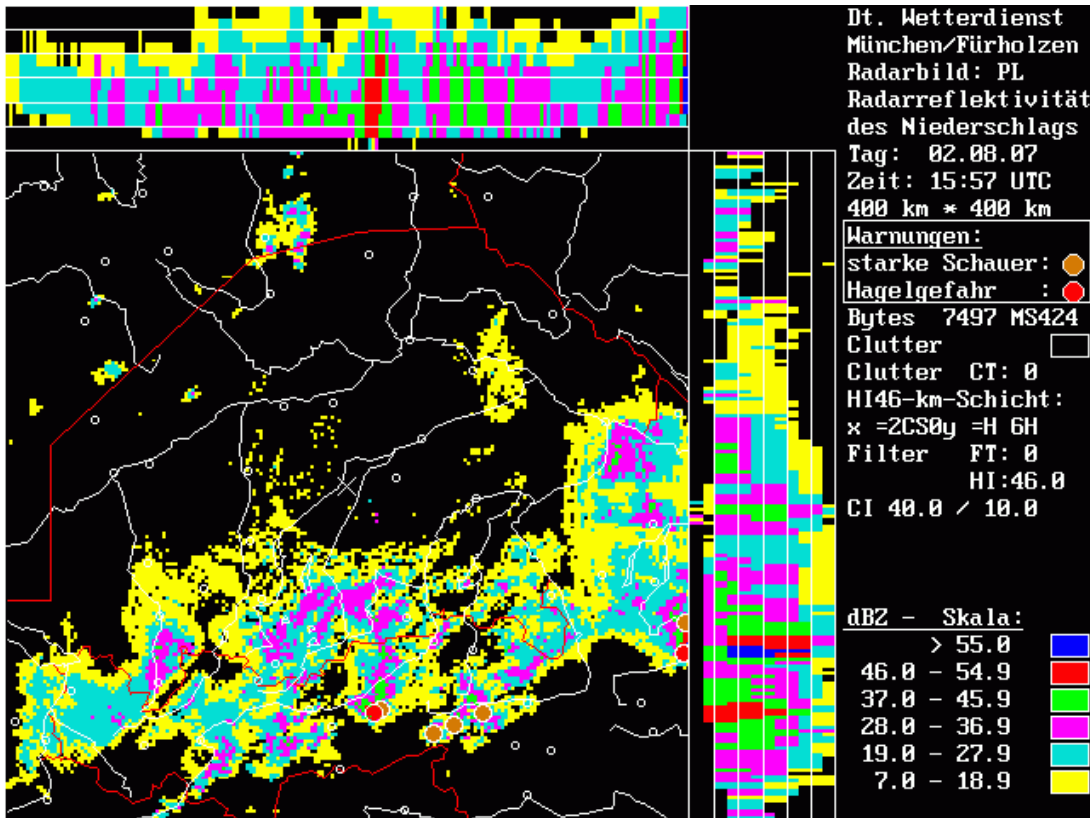 Dt. Wetterdienst
München/Fürholzen
Radarbild: PL
Radarreflektivität
des Niederschlags
Tag: 02.08.07
Zeit: 15:57 UTC
400 km * 400 km
Warnungen:
starke Schauer:
Hagelgefahr :
Bytes 7497 MS424
Clutter
Clutter CT: 0
HI46-km-Schicht:
x =2CS0y =H 6H
Filter FT: 0
HI:46.0
CI 40.0 / 10.0
dBZ - Skala:
> 55.0
46.0 - 54.9
37.0 - 45.9
28.0 - 36.9
19.0 - 27.9
7.0 - 18.9